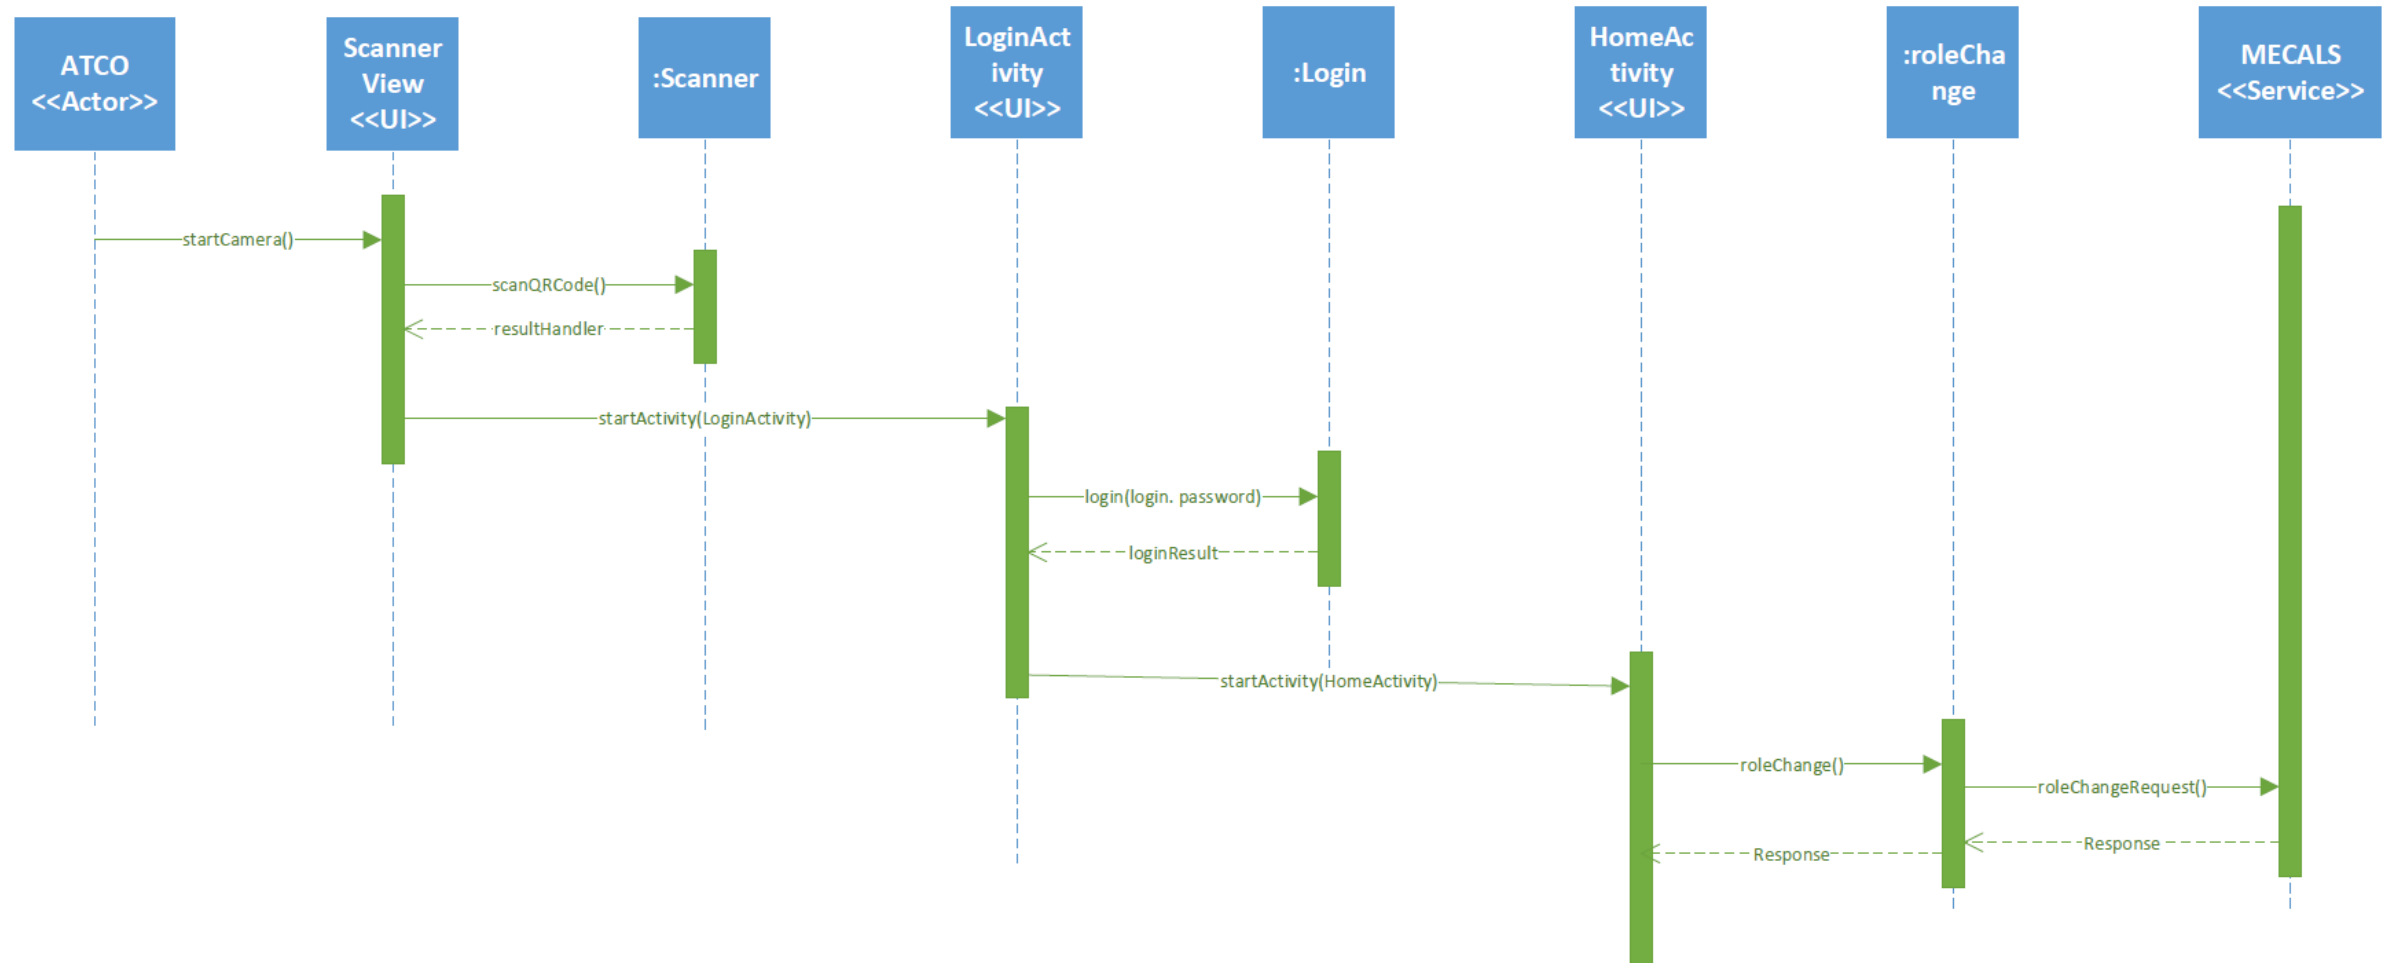 ATCO
<<Actor>>
Scanner
View
<<UI>>
:Scanner
LoginAct
ivity
<<UI>>
:Login
HomeAc
tivity
<<UI>>
:roleCha
nge
MECALS
<<Service>>
startCamera()
scanQRCode()
resultHandler
startActivity(LoginActivity)
login(login. password)
loginResult
startActivity(HomeActivity)
roleChange()
roleChangeRequest()
Response
Response